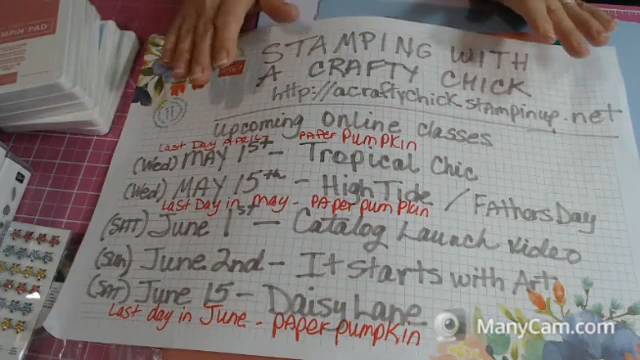 MPIN' PAD
STAMPING WITH
A CRAFTY CHICK
http://acraftychick.stampinup.net
upcoming online classes
Last Day APRIL PAPER PUMPKIN
(Wed) MAY 1st - Tropical Chic
(Wed) MAY 15th - High Tide / FAthors Day
Last Day in may - PAper pumpkin
(SAT) June 1st - Catalog Launch video
(Sun) June 2nd - It starts with Art
(SAT) June 15 - Daisy Lane
Last day in June - PAPER pumpkin
ManyCam.com